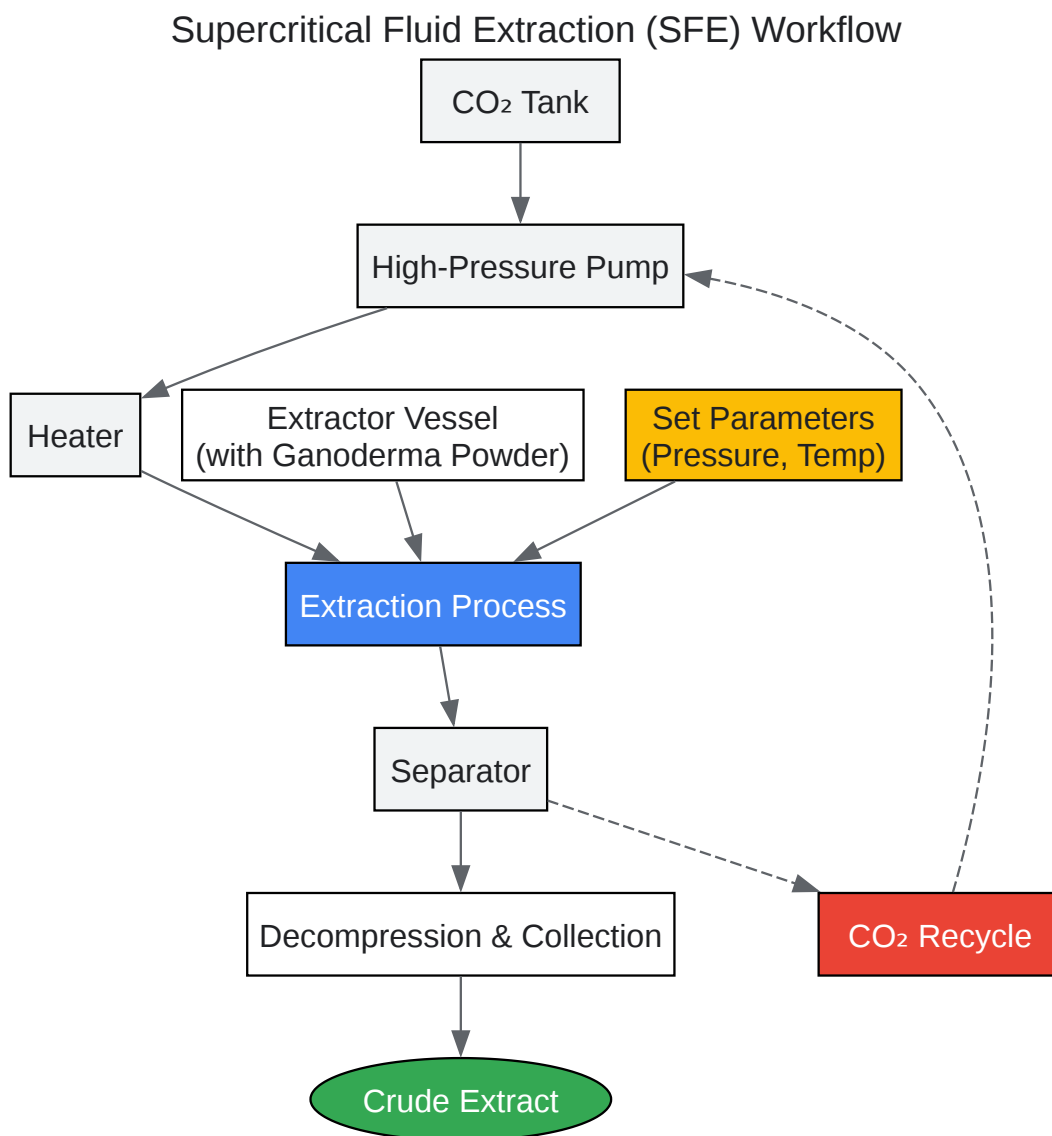 Supercritical Fluid Extraction (SFE) Workflow
CO₂ Tank
High-Pressure Pump
Heater
Extractor Vessel
(with Ganoderma Powder)
Set Parameters
(Pressure, Temp)
Extraction Process
Separator
Decompression & Collection
CO₂ Recycle
Crude Extract